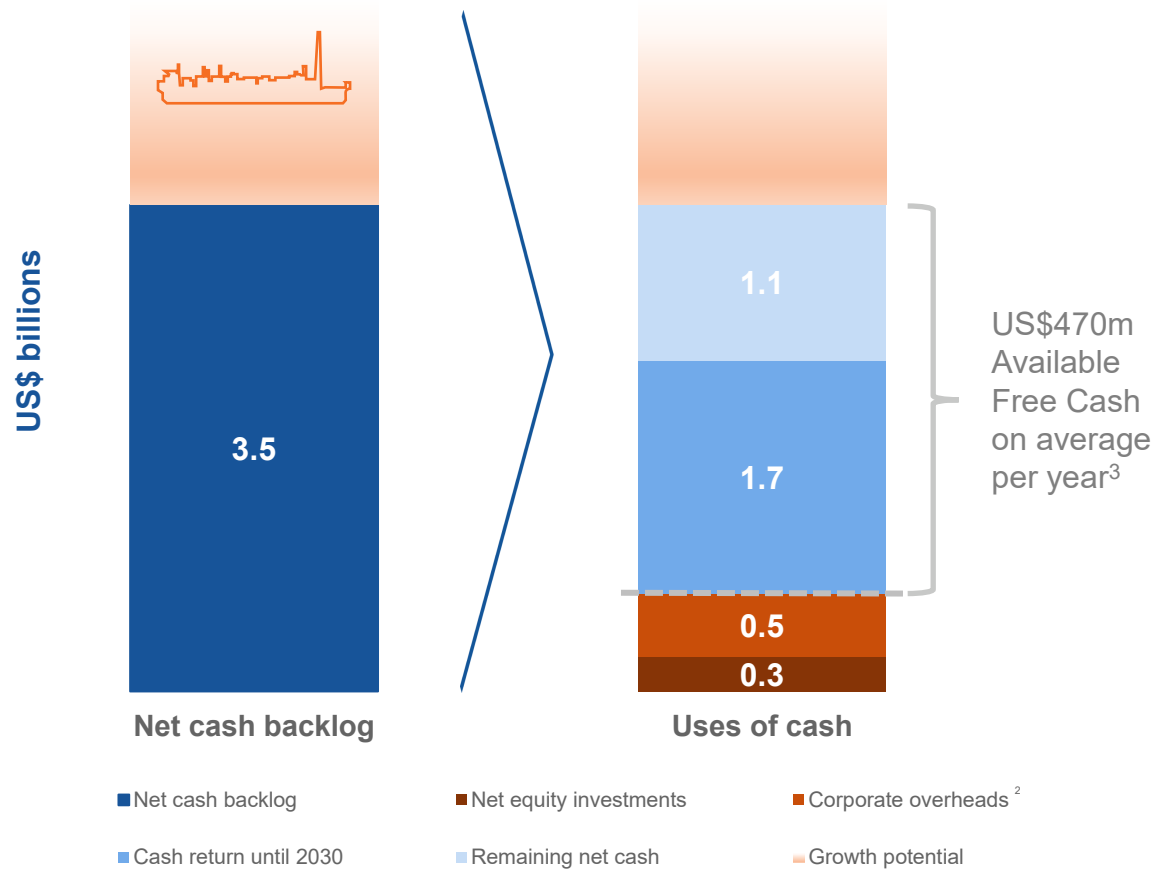 US$ billions
3.5
1.1
1.7
0.5
0.3
US$470m
Available
Free Cash
on average
per year³
Net cash backlog
Uses of cash
Net cash backlog
Net equity investments
Corporate overheads ²
Cash return until 2030
Remaining net cash
Growth potential